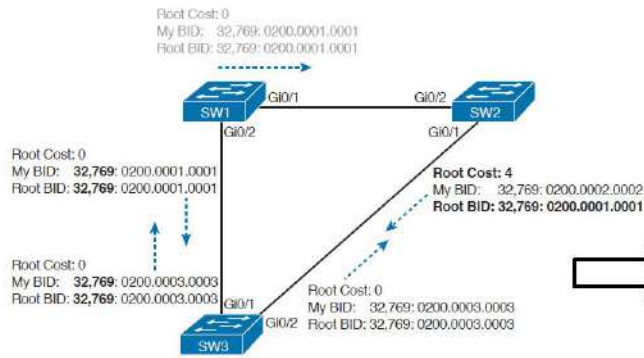 Root Cost: 0
My BID: 32,769: 0200.0001.0001
Root BID: 32,769: 0200.0001.0001
Gi0/1
Gi0/2
SW1
SW2
Gi0/2
Gi0/1
Root Cost: 0
My BID: 32,769: 0200.0001.0001
Root BID: 32,769: 0200.0001.0001
Root Cost: 4
My BID: 32,769: 0200.0002.0002
Root BID: 32,769: 0200.0001.0001
Root Cost: 0
My BID: 32,769: 0200.0003.0003
Root BID: 32,769: 0200.0003.0003
Root Cost: 0
My BID: 32,769: 0200.0003.0003
Root BID: 32,769: 0200.0003.0003
Gi0/1
Gi0/2
SW3